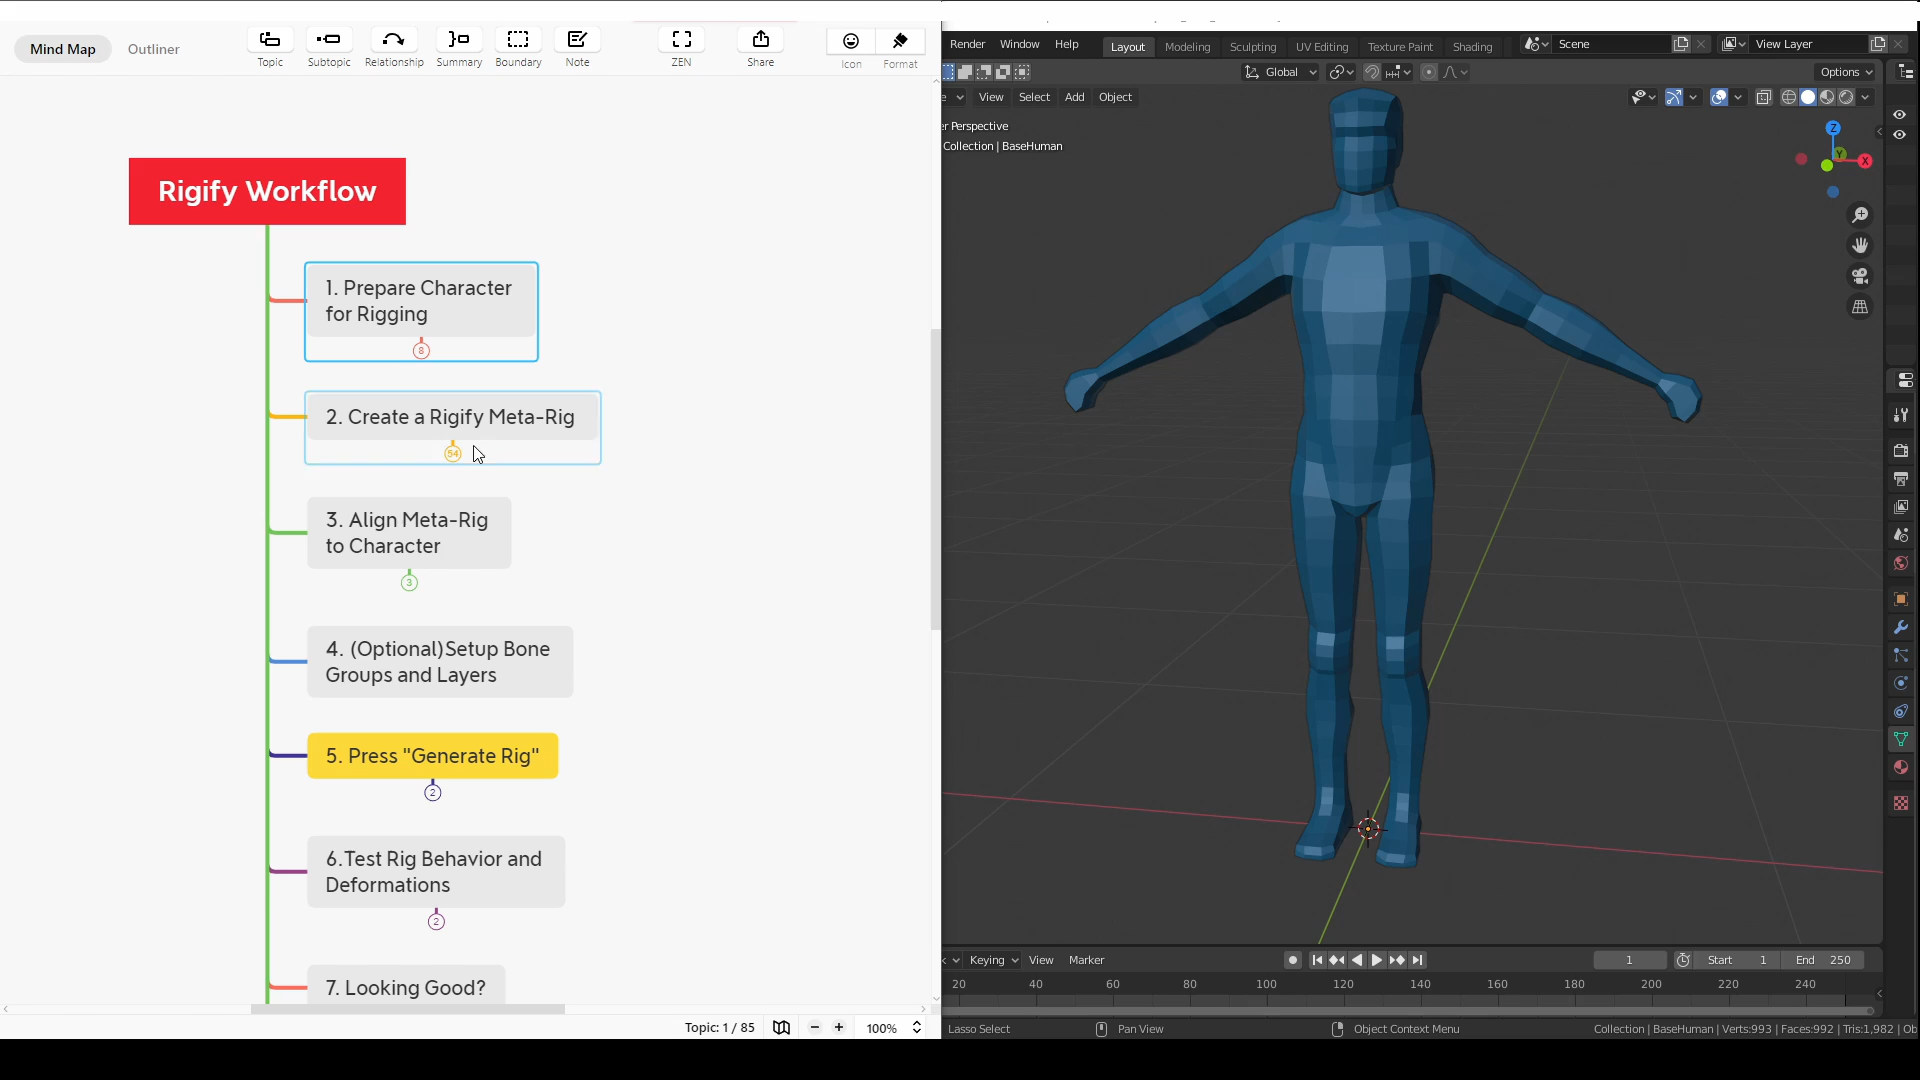 Mind Map
Outliner
Topic
Subtopic
Relationship
Summary
Boundary
Note
ZEN
Share
Icon
Format
Rigify Workflow
1. Prepare Character
for Rigging
8
2. Create a Rigify Meta-Rig
54
3. Align Meta-Rig
to Character
3
4. (Optional)Setup Bone
Groups and Layers
5. Press "Generate Rig"
2
6.Test Rig Behavior and
Deformations
2
7. Looking Good?
Topic: 1 / 85
100%
Render Window Help
Layout Modeling Sculpting UV Editing Texture Paint Shading
Scene
View Layer
Global
Options
View Select Add Object
er Perspective
Collection | BaseHuman
Z
Y
X
Keying View Marker
1
Start 1
End 250
20 40 60 80 100 120 140 160 180 200 220 240
Lasso Select
Pan View
Object Context Menu
Collection | BaseHuman | Verts:993 | Faces:992 | Tris:1,982 | Ob